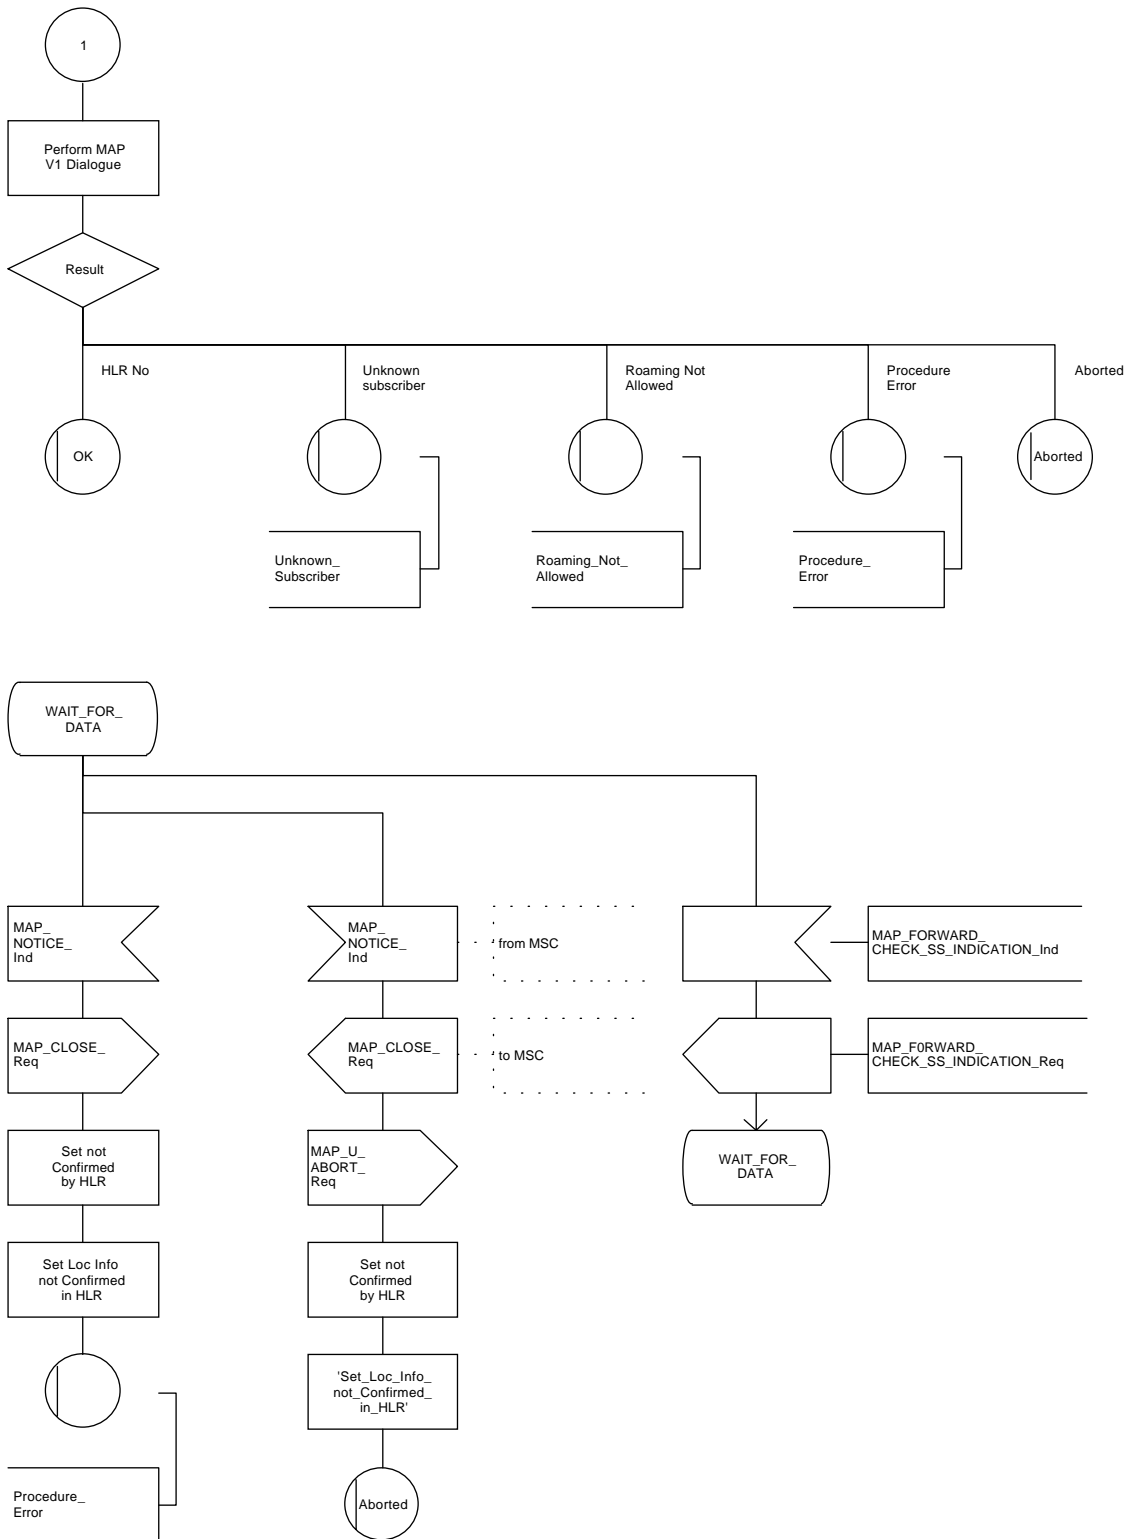 1
Perform MAP
V1 Dialogue
Result
HLR No
Unknown
subscriber
Roaming Not
Allowed
Procedure
Error
Aborted
OK
Aborted
Unknown_
Subscriber
Roaming_Not_
Allowed
Procedure_
Error
WAIT_FOR_
DATA
MAP_
NOTICE_
Ind
MAP_
NOTICE_
Ind
from MSC
MAP_FORWARD_
CHECK_SS_INDICATION_Ind
MAP_CLOSE_
Req
MAP_CLOSE_
Req
to MSC
MAP_F0RWARD_
CHECK_SS_INDICATION_Req
Set not
Confirmed
by HLR
MAP_U_
ABORT_
Req
WAIT_FOR_
DATA
Set Loc Info
not Confirmed
in HLR
Set not
Confirmed
by HLR
'Set_Loc_Info_
not_Confirmed_
in_HLR'
Procedure_
Error
Aborted